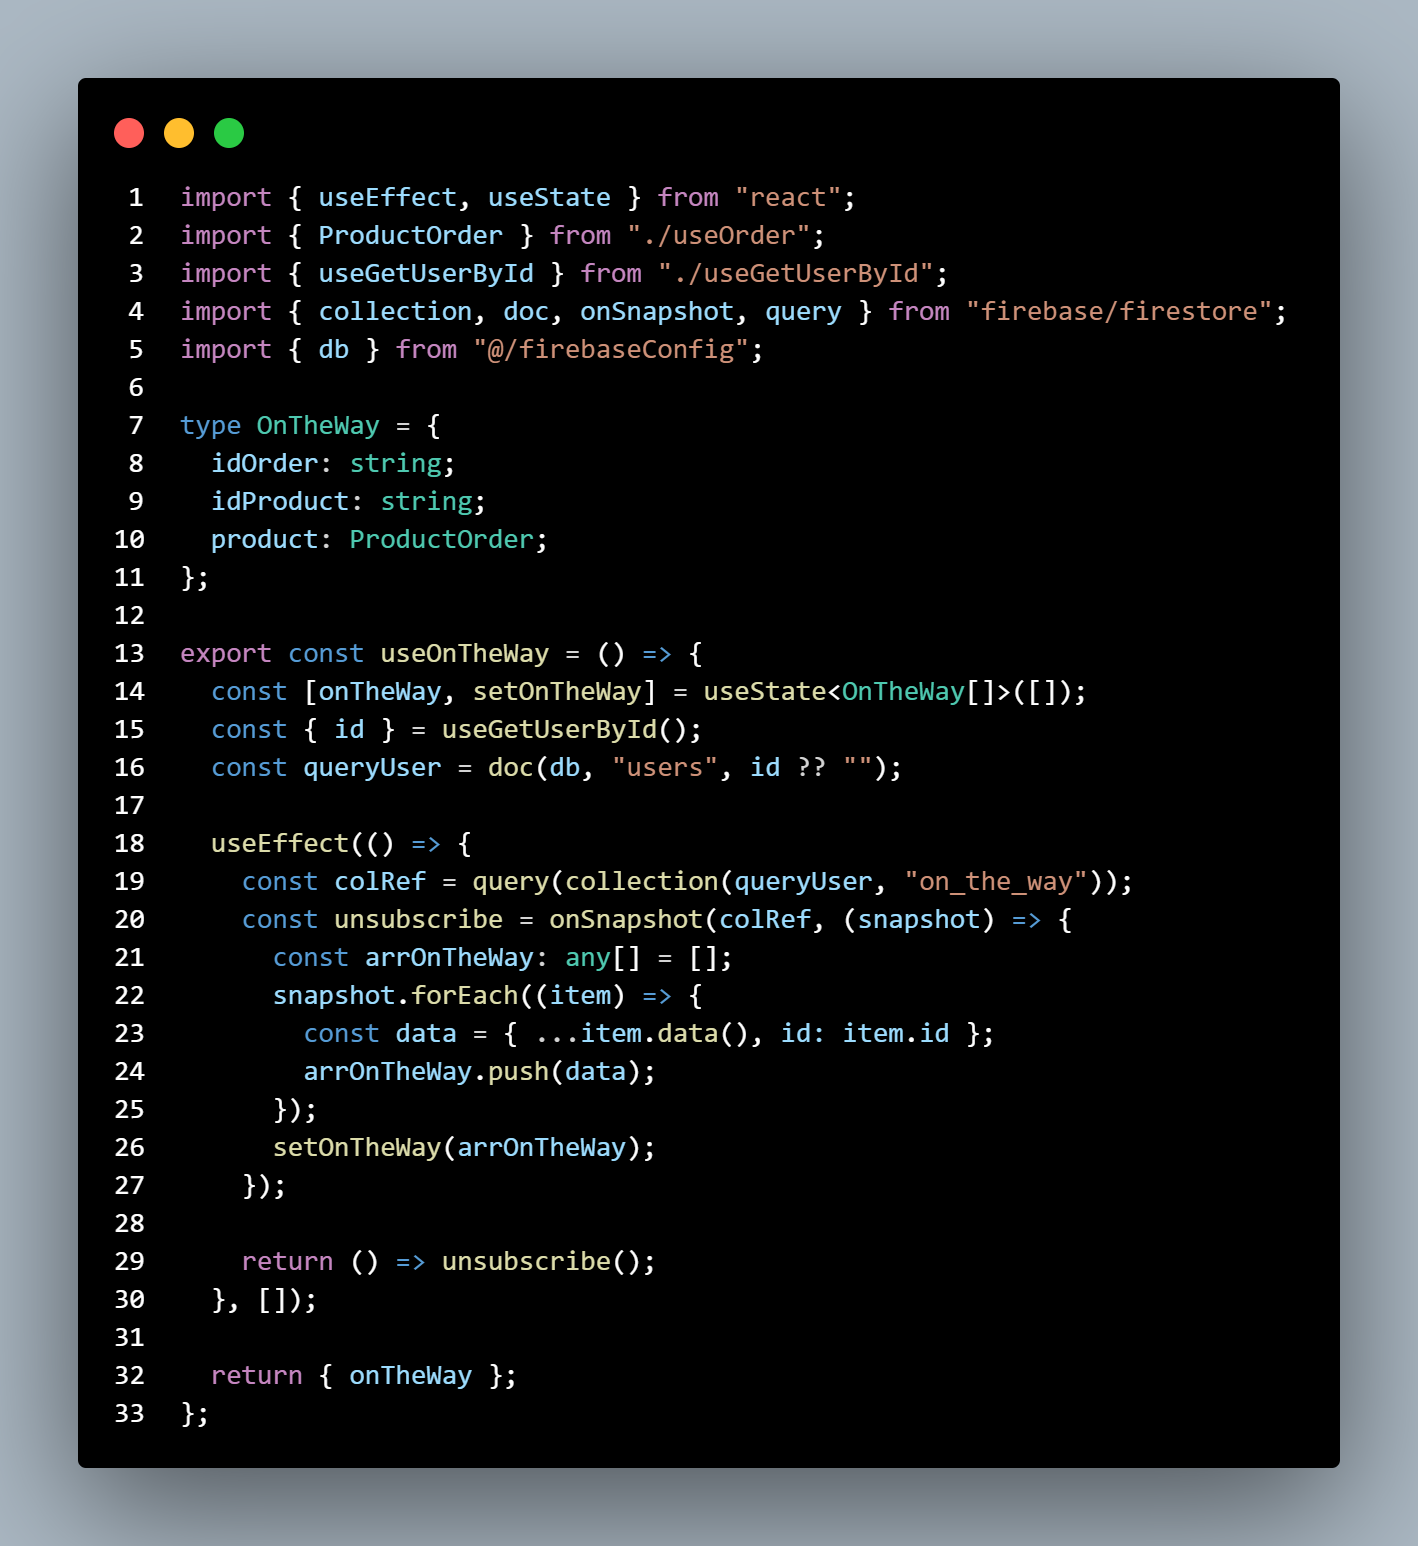 1 import { useEffect, useState } from "react";
2 import { ProductOrder } from "./useOrder";
3 import { useGetUserById } from "./useGetUserById";
4 import { collection, doc, onSnapshot, query } from "firebase/firestore";
5 import { db } from "@/firebaseConfig";
6
7 type OnTheWay = {
8   idOrder: string;
9   idProduct: string;
10   product: ProductOrder;
11 };
12
13 export const useOnTheWay = () => {
14   const [onTheWay, setOnTheWay] = useState<OnTheWay[]>([]);
15   const { id } = useGetUserById();
16   const queryUser = doc(db, "users", id ?? "");
17
18   useEffect(() => {
19     const colRef = query(collection(queryUser, "on_the_way"));
20     const unsubscribe = onSnapshot(colRef, (snapshot) => {
21       const arrOnTheWay: any[] = [];
22       snapshot.forEach((item) => {
23         const data = { ...item.data(), id: item.id };
24         arrOnTheWay.push(data);
25       });
26       setOnTheWay(arrOnTheWay);
27     });
28
29     return () => unsubscribe();
30   }, []);
31
32   return { onTheWay };
33 };